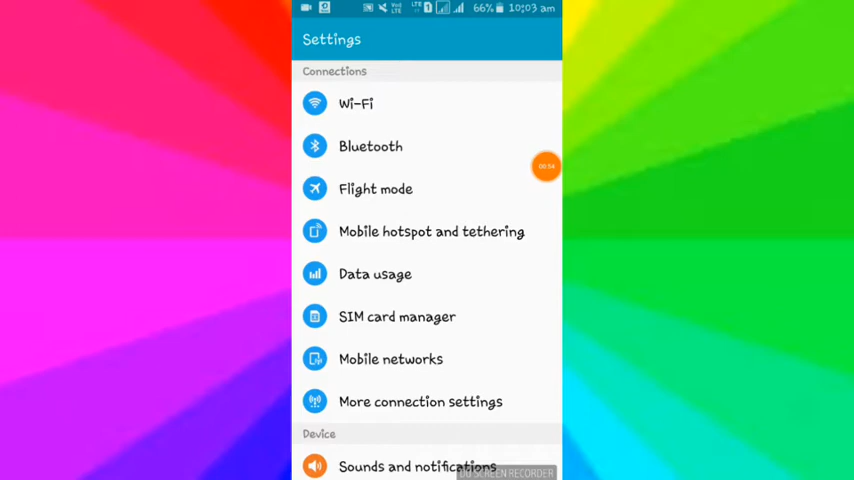 66% 10:03 am
Settings
Connections
Wi-Fi
Bluetooth
00:54
Flight mode
Mobile hotspot and tethering
Data usage
SIM card manager
Mobile networks
More connection settings
Device
Sounds and notifications
DU SCREEN RECORDER